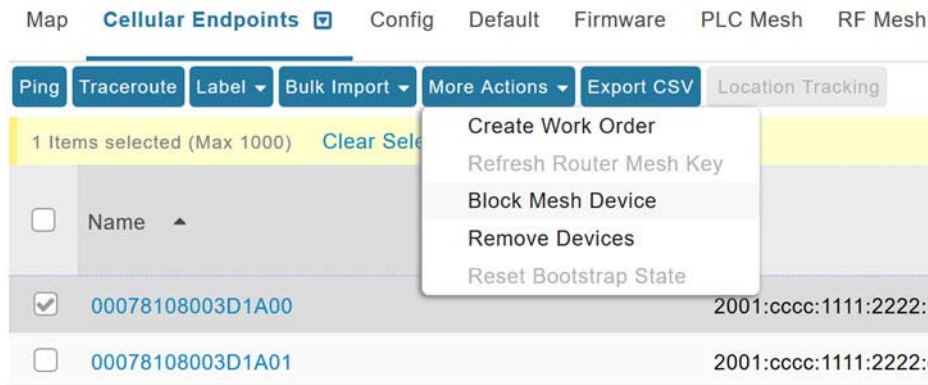 Map Cellular Endpoints Config Default Firmware PLC Mesh RF Mesh
Ping Traceroute Label Bulk Import More Actions Export CSV Location Tracking
1 Items selected (Max 1000) Clear Sele
Create Work Order
Refresh Router Mesh Key
Block Mesh Device
Remove Devices
Reset Bootstrap State
Name
00078108003D1A00 2001:cccc:1111:2222:
00078108003D1A01 2001:cccc:1111:2222: